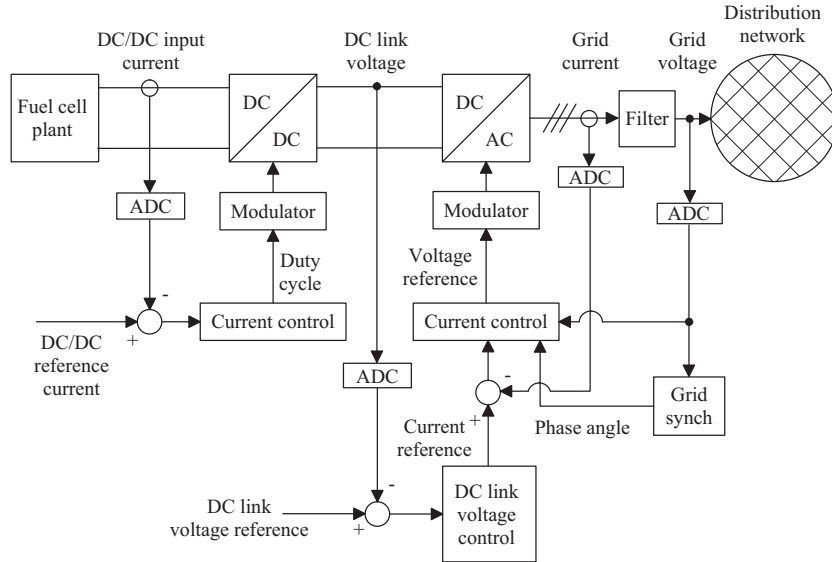 Distribution
network
DC/DC input
current
DC link
voltage
Grid
current
Grid
voltage
Fuel cell
plant
DC
DC
DC
AC
Filter
ADC
Modulator
Modulator
ADC
ADC
Duty
cycle
Voltage
reference
-
+
Current control
Current control
DC/DC
reference
current
ADC
-
+
Grid
synch
Phase angle
Current
reference
DC link
voltage reference
-
+
DC link
voltage
control